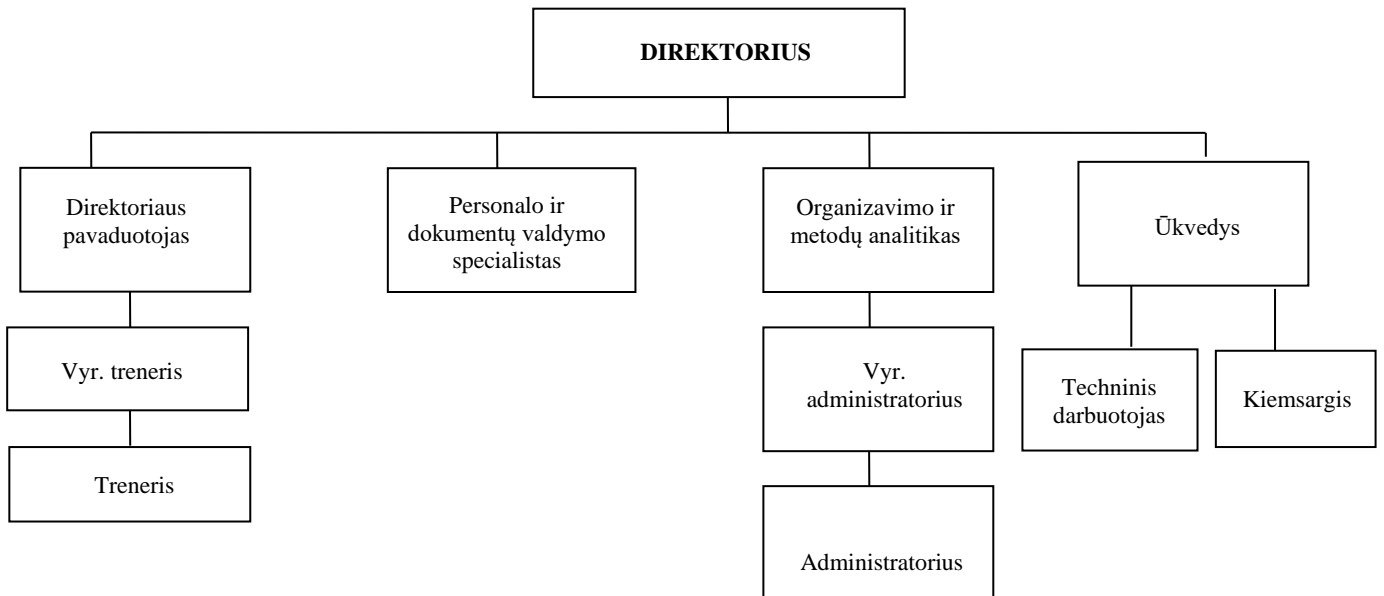 DIREKTORIUS
Direktoriaus
pavaduotojas
Personalo ir
dokumentų valdymo
specialistas
Organizavimo ir
metodų analitikas
Ūkvedys
Vyr. treneris
Vyr.
administratorius
Techninis
darbuotojas
Kiemsargis
Treneris
Administratorius